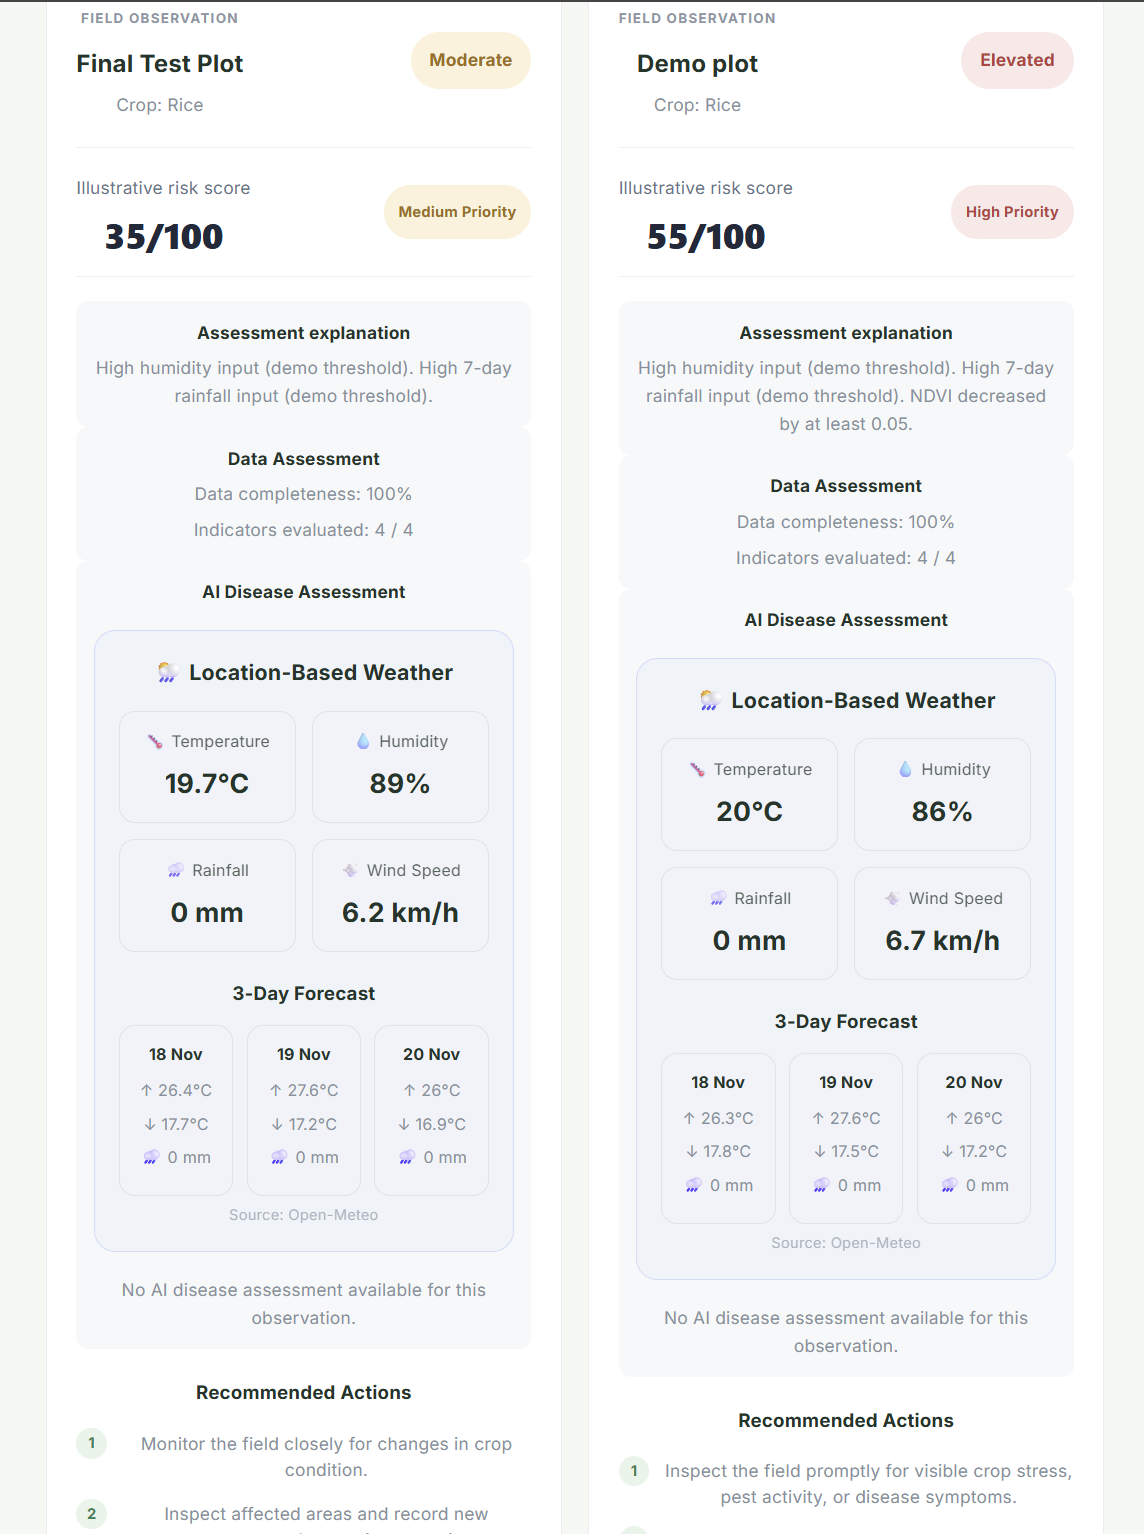 FIELD OBSERVATION
Final Test Plot
Moderate
Crop: Rice
Illustrative risk score
35/100
Medium Priority
Assessment explanation
High humidity input (demo threshold). High 7-day
rainfall input (demo threshold).
Data Assessment
Data completeness: 100%
Indicators evaluated: 4 / 4
AI Disease Assessment
Location-Based Weather
Temperature
19.7°C
Humidity
89%
Rainfall
0 mm
Wind Speed
6.2 km/h
3-Day Forecast
18 Nov
↑ 26.4°C
↓ 17.7°C
0 mm
19 Nov
↑ 27.6°C
↓ 17.2°C
0 mm
20 Nov
↑ 26°C
↓ 16.9°C
0 mm
Source: Open-Meteo
No AI disease assessment available for this
observation.
Recommended Actions
1 Monitor the field closely for changes in crop
condition.
2 Inspect affected areas and record new
FIELD OBSERVATION
Demo plot
Elevated
Crop: Rice
Illustrative risk score
55/100
High Priority
Assessment explanation
High humidity input (demo threshold). High 7-day
rainfall input (demo threshold). NDVI decreased
by at least 0.05.
Data Assessment
Data completeness: 100%
Indicators evaluated: 4 / 4
AI Disease Assessment
Location-Based Weather
Temperature
20°C
Humidity
86%
Rainfall
0 mm
Wind Speed
6.7 km/h
3-Day Forecast
18 Nov
↑ 26.3°C
↓ 17.8°C
0 mm
19 Nov
↑ 27.6°C
↓ 17.5°C
0 mm
20 Nov
↑ 26°C
↓ 17.2°C
0 mm
Source: Open-Meteo
No AI disease assessment available for this
observation.
Recommended Actions
1 Inspect the field promptly for visible crop stress,
pest activity, or disease symptoms.